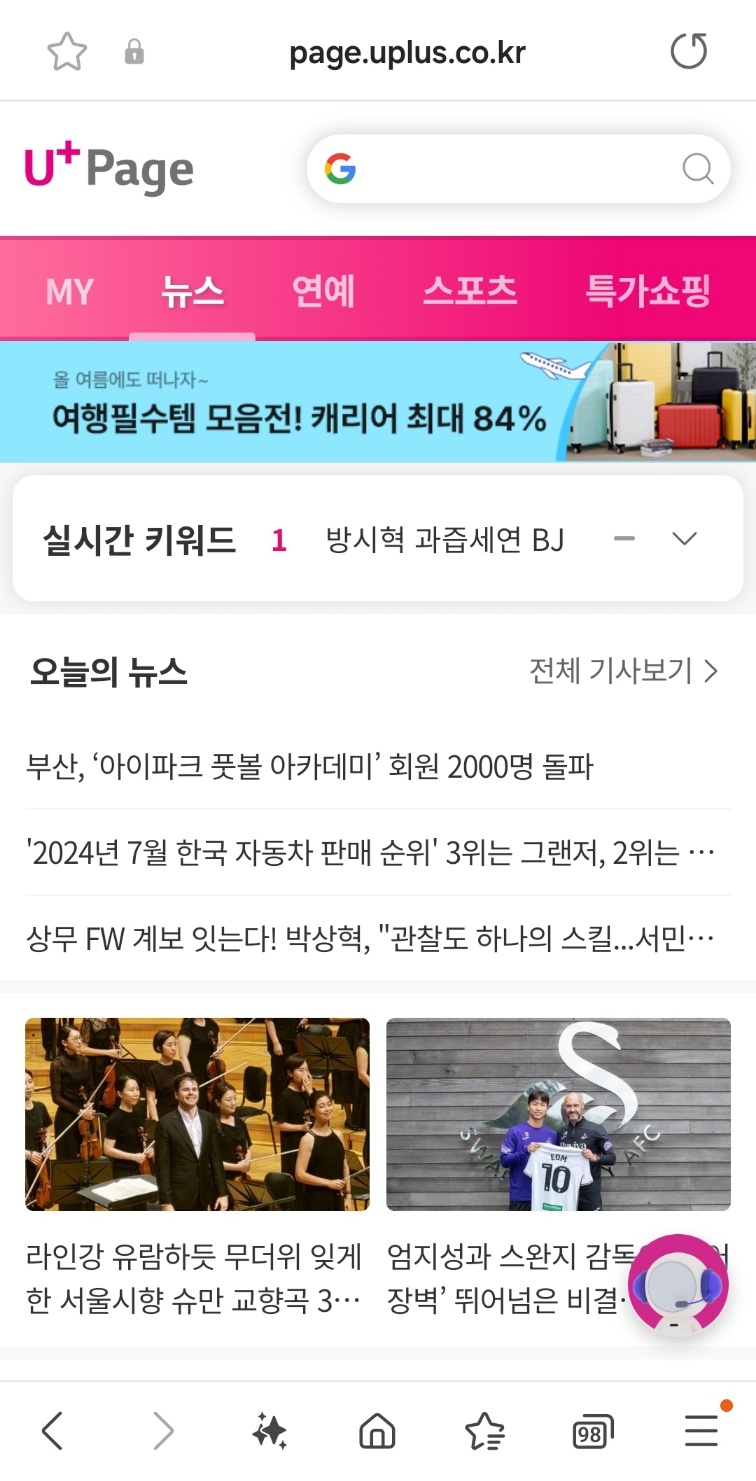 page.uplus.co.kr
U+Page
MY 뉴스 연예 스포츠 특가쇼핑
올 여름에도 떠나자~
여행필수템 모음전! 캐리어 최대 84%
실시간 키워드 1 방시혁 과즙세연 BJ
오늘의 뉴스 전체 기사보기
부산, ‘아이파크 풋볼 아카데미’ 회원 2000명 돌파
'2024년 7월 한국 자동차 판매 순위' 3위는 그랜저, 2위는 ···
상무 FW 계보 잇는다! 박상혁, "관찰도 하나의 스킬...서민···
EOM
10
라인강 유람하듯 무더위 잊게
한 서울시향 슈만 교향곡 3···
엄지성과 스완지 감독
장벽’ 뛰어넘은 비결·
98